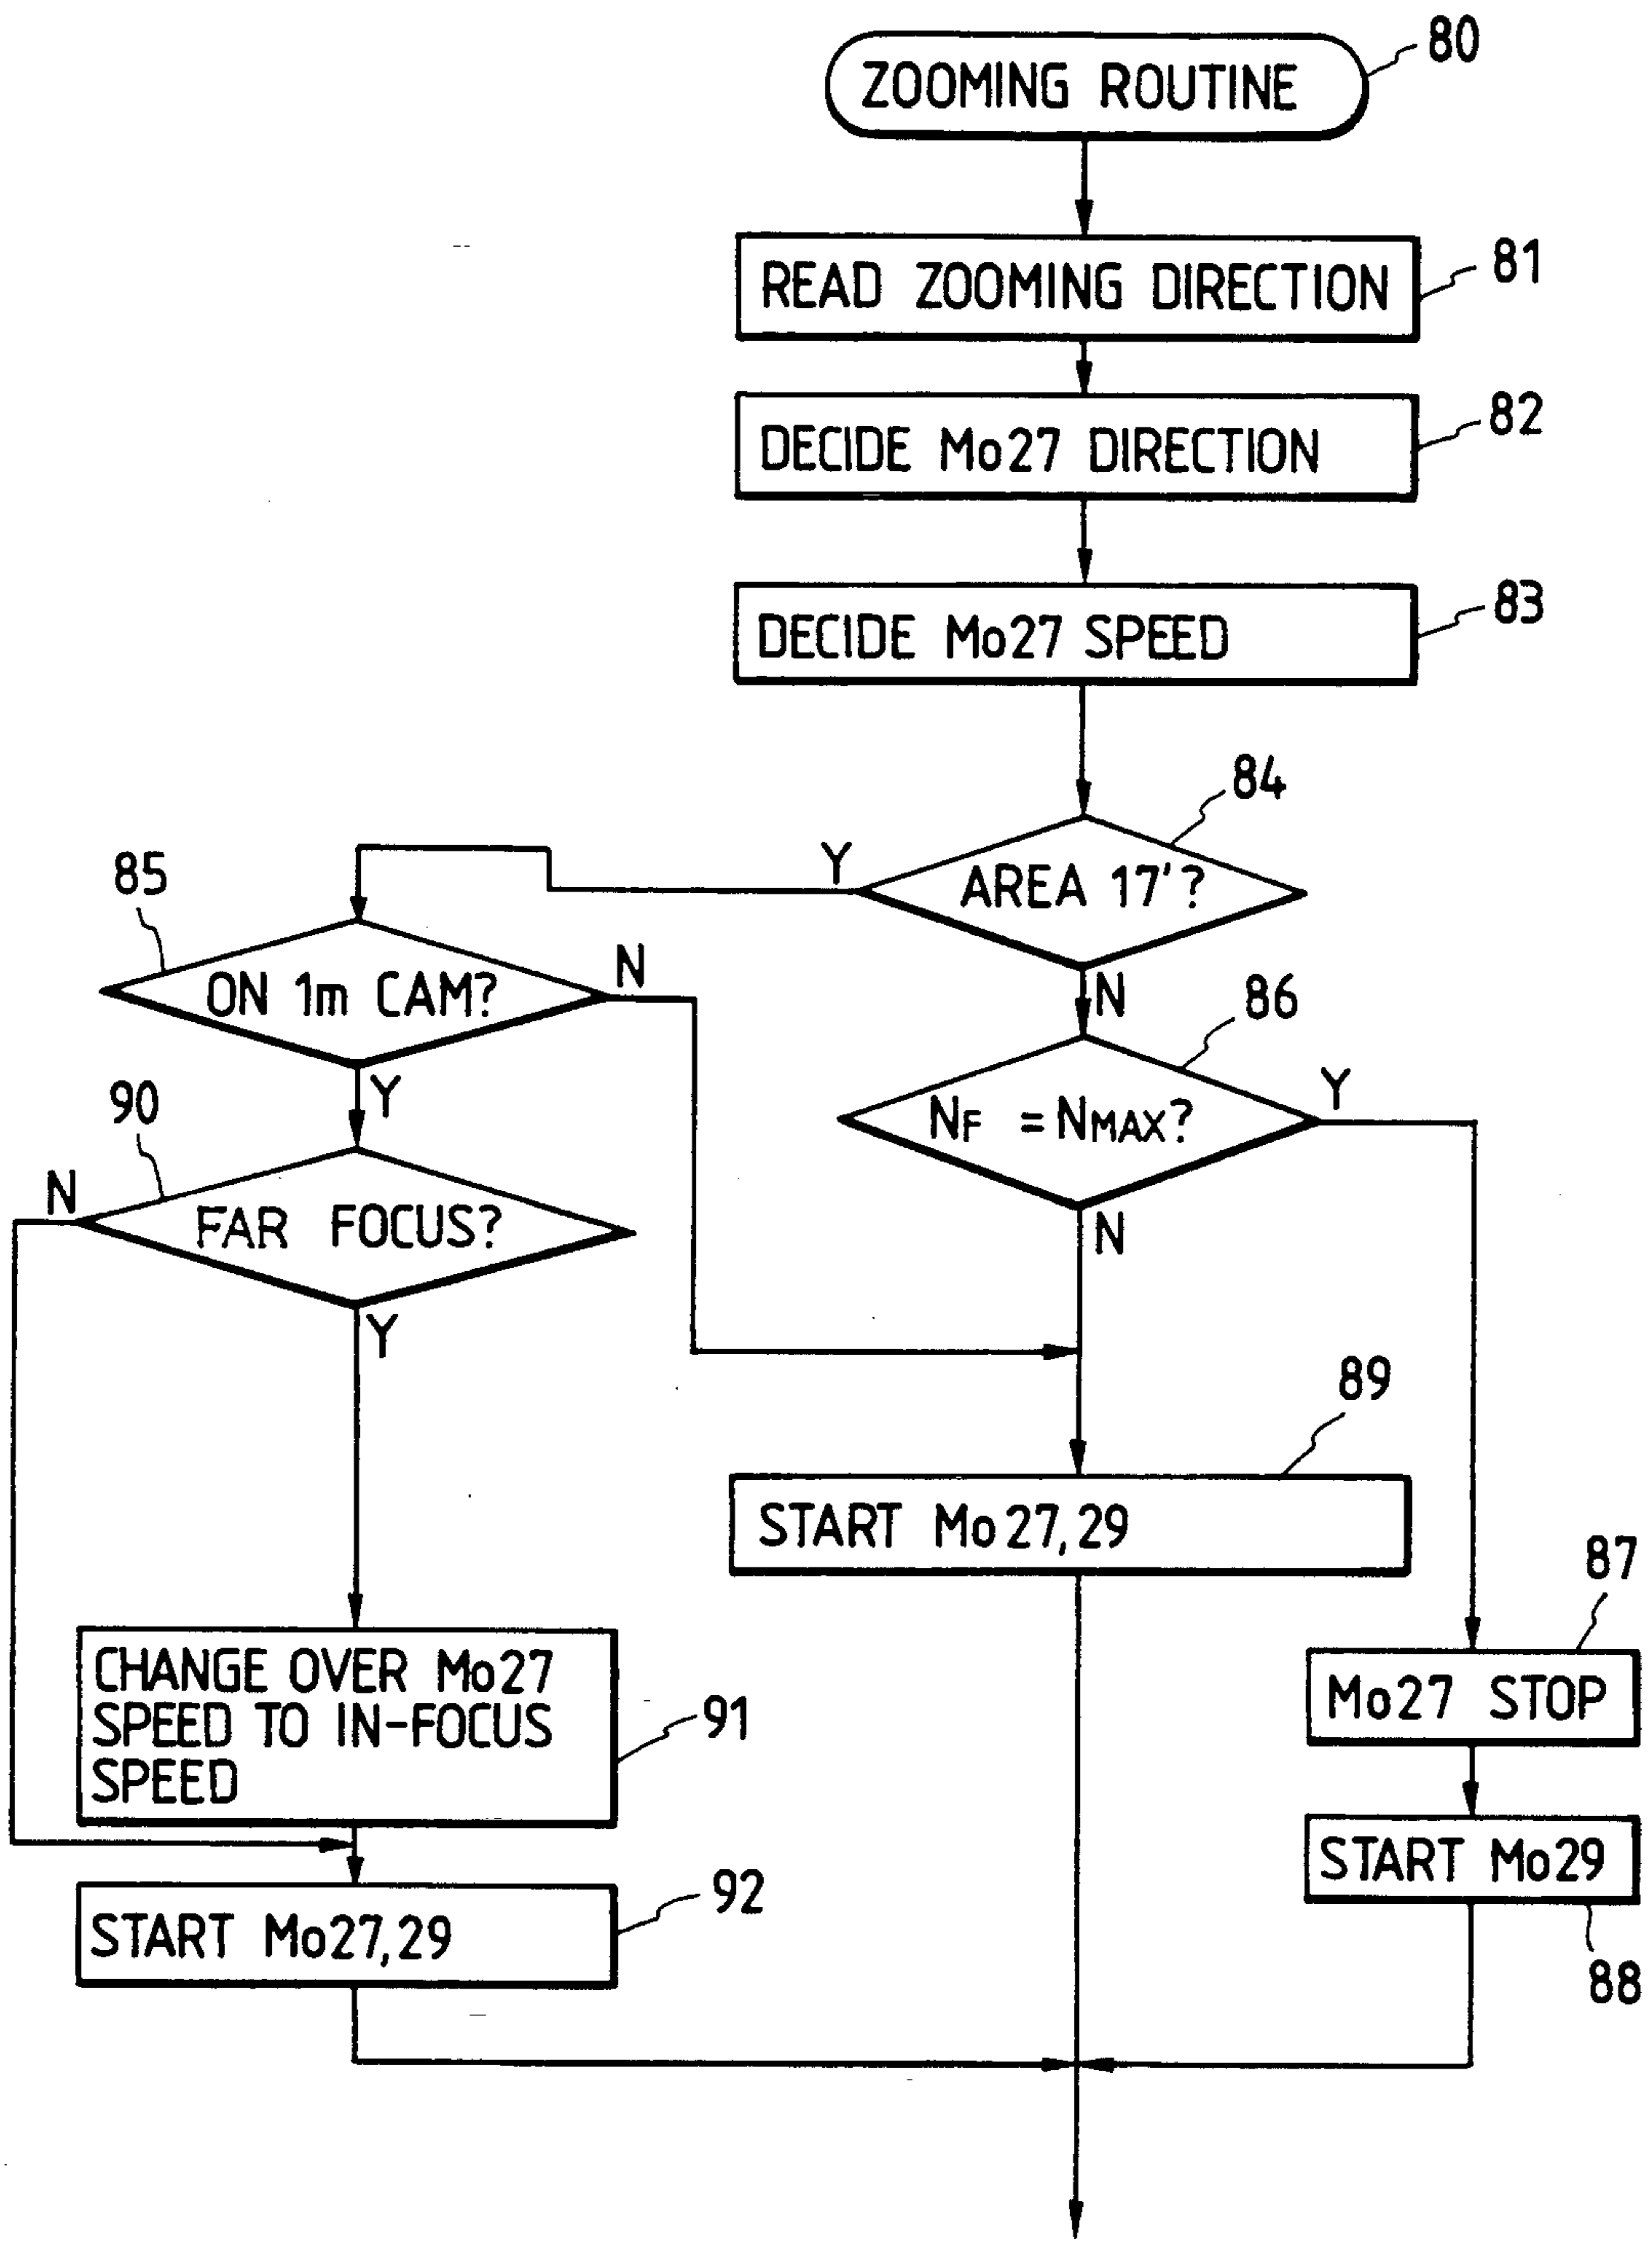 80
ZOOMING ROUTINE
81
READ ZOOMING DIRECTION
82
DECIDE Mo27 DIRECTION
83
DECIDE Mo27 SPEED
84
Y
AREA 17'?
N
85
ON 1m CAM?
N
Y
86
NF = NMAX?
Y
N
90
N
FAR FOCUS?
Y
89
START Mo27,29
87
Mo27 STOP
CHANGE OVER Mo27
SPEED TO IN-FOCUS
SPEED
91
START Mo29
88
92
START Mo27,29